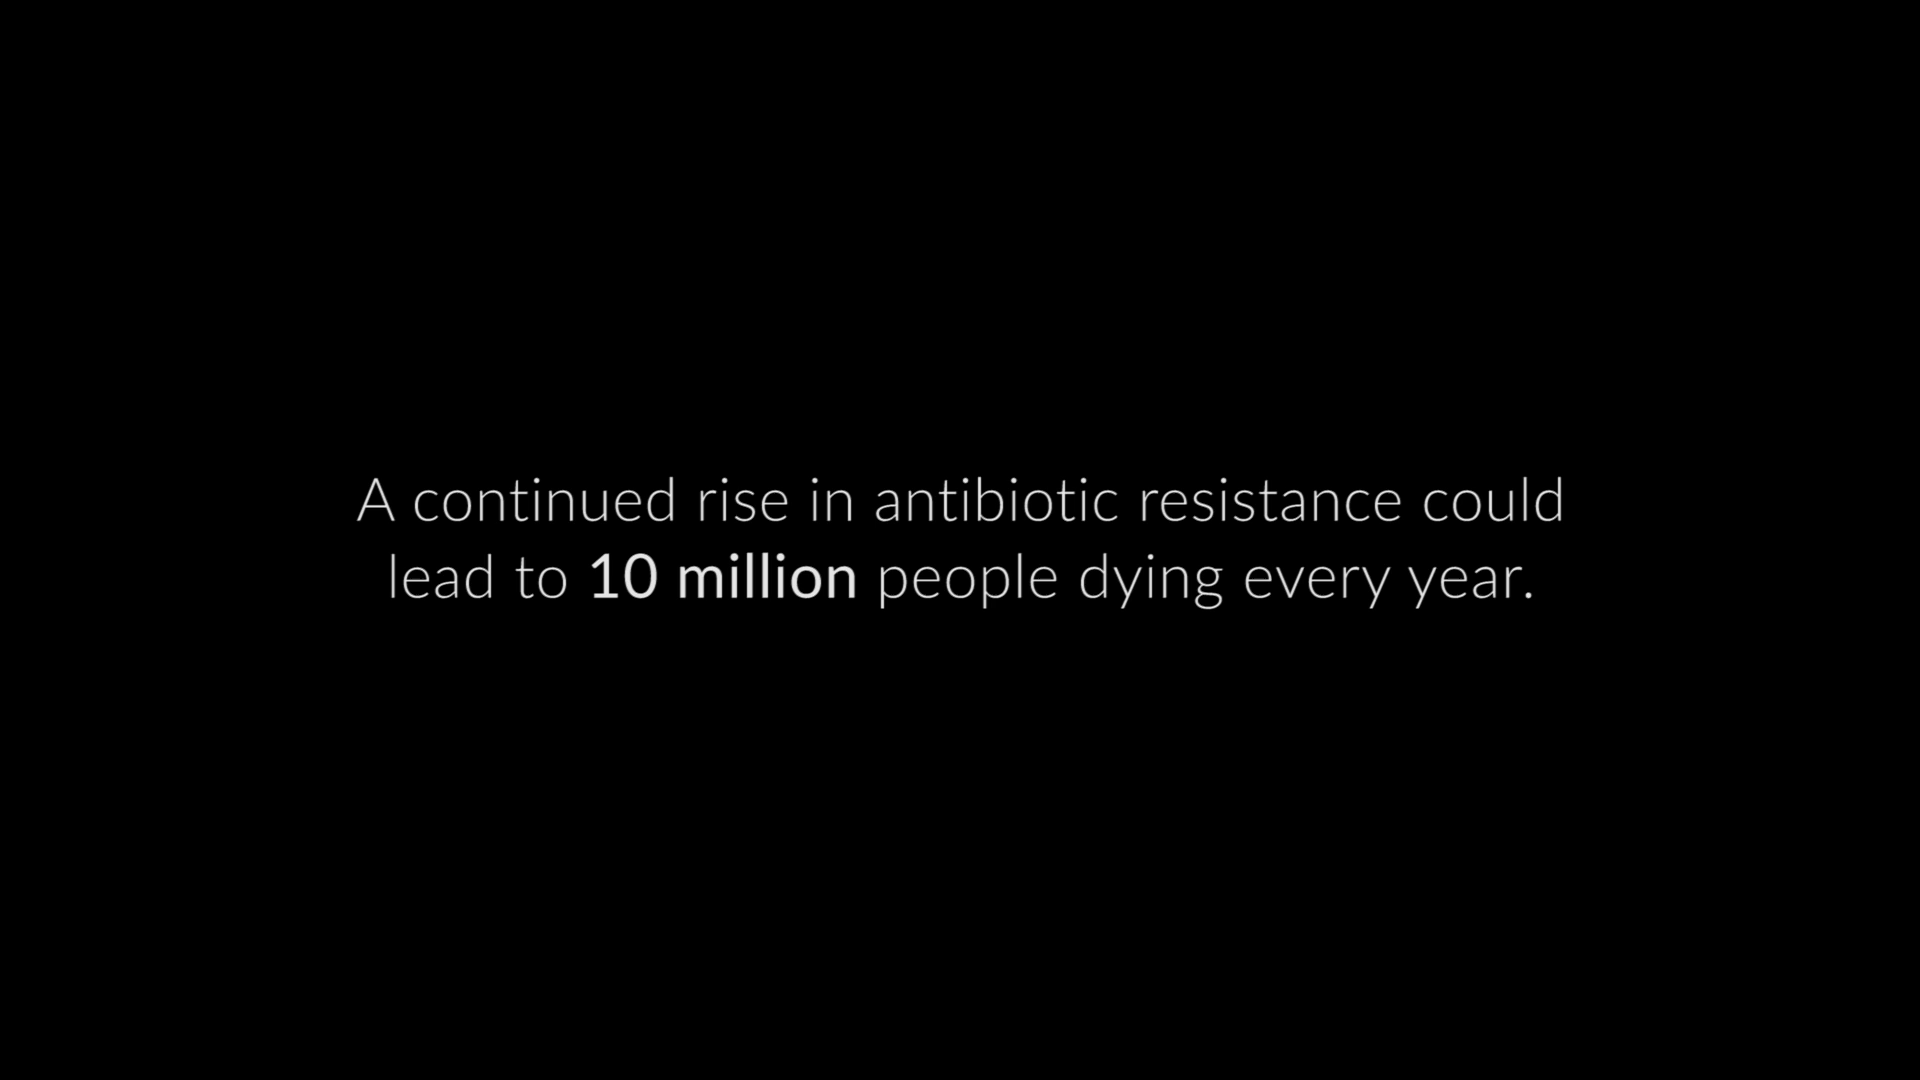 A continued rise in antibiotic resistance could
lead to 10 million people dying every year.